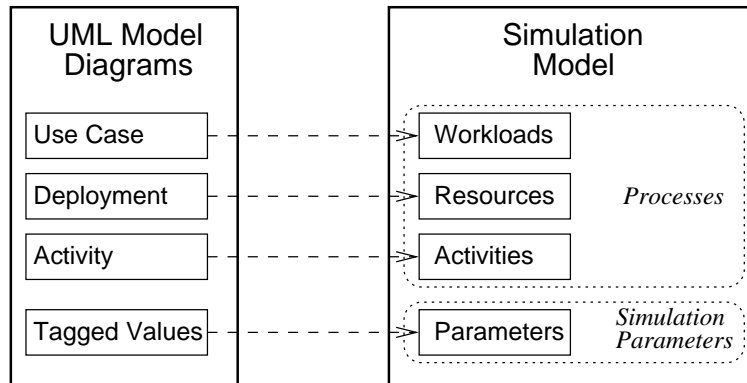 UML Model
Diagrams
Use Case
Deployment
Activity
Tagged Values
Simulation
Model
Workloads
Resources
Processes
Activities
Parameters
Simulation
Parameters